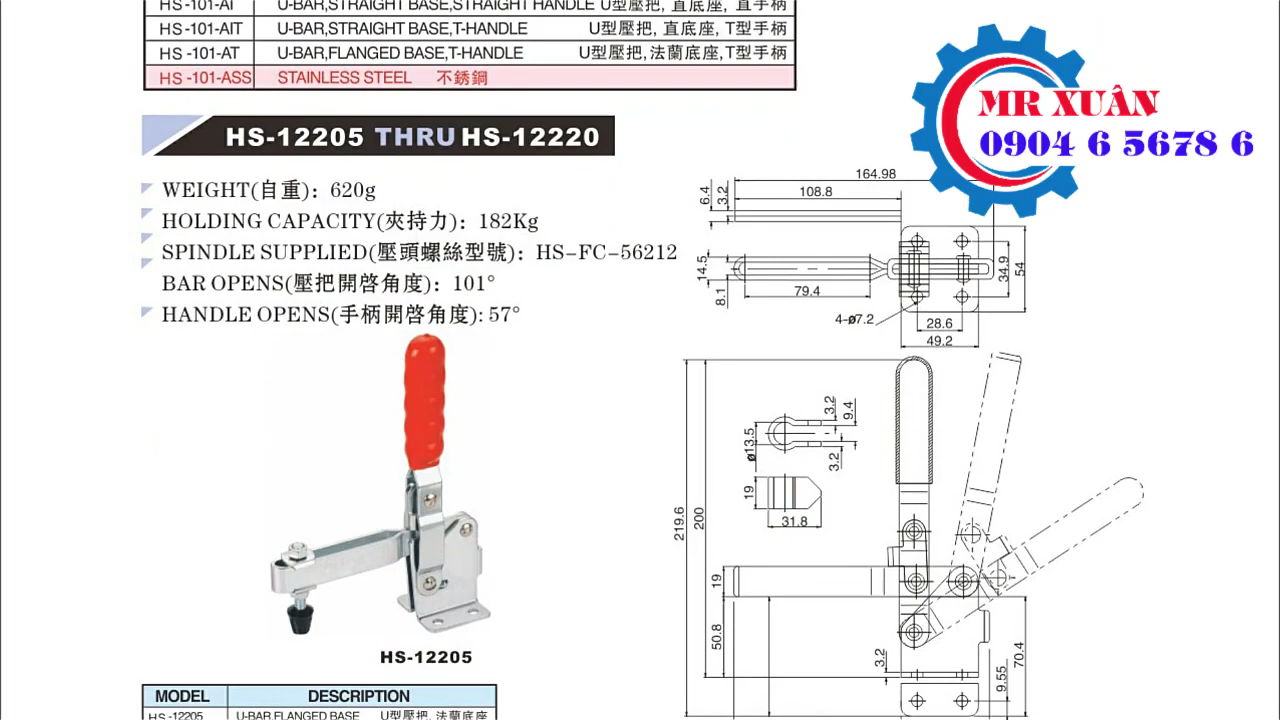 HS-101-AI U-BAR,STRAIGHT BASE,STRAIGHT HANDLE U型壓把, 直底座, 直手柄
HS-101-AIT U-BAR,STRAIGHT BASE,T-HANDLE U型壓把, 直底座, T型手柄
HS-101-AT U-BAR,FLANGED BASE,T-HANDLE U型壓把,法蘭底座,T型手柄
HS-101-ASS STAINLESS STEEL 不銹鋼
MR XUÂN
0904 6 5678 6
HS-12205 THRU HS-12220
WEIGHT(自重): 620g
HOLDING CAPACITY(夾持力): 182Kg
SPINDLE SUPPLIED(壓頭螺絲型號): HS-FC-56212
BAR OPENS(壓把開啓角度): 101°
HANDLE OPENS(手柄開啓角度): 57°
164.98
108.8
6.4
3.2
14.5
8.1
79.4
34.9
54
4-ø7.2
28.6
49.2
3.2
9.4
ø13.5
3.2
19
31.8
219.6
200
19
50.8
3.2
70.4
9.55
HS-12205
MODEL DESCRIPTION
HS-12205 U-BAR,FLANGED BASE U型壓把, 法蘭底座